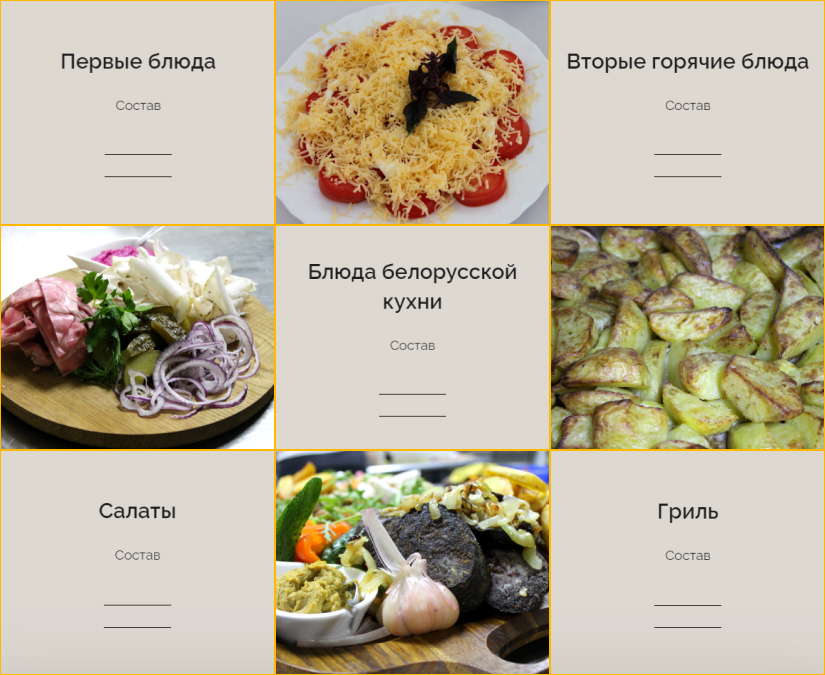 Первые блюда
Состав
Вторые горячие блюда
Состав
Блюда белорусской
кухни
Состав
Салаты
Состав
Гриль
Состав